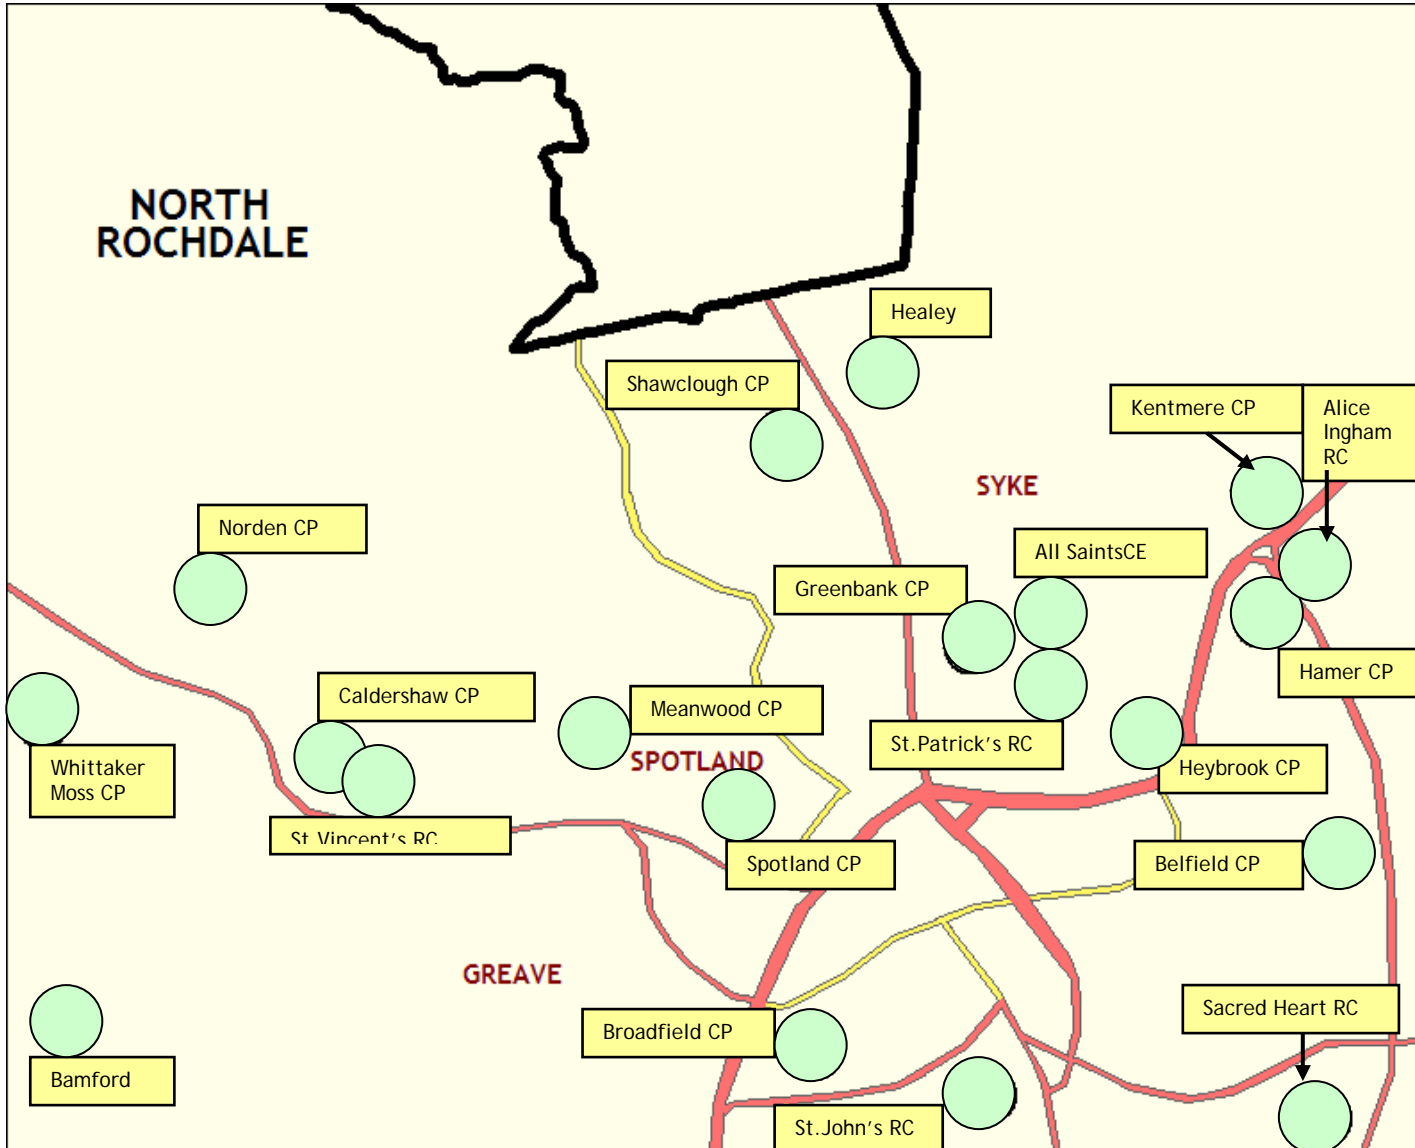 NORTH
ROCHDALE
Healey
Shawclough CP
Kentmere CP
Alice
Ingham
RC
SYKE
Norden CP
All SaintsCE
Greenbank CP
Hamer CP
Caldershaw CP
Meanwood CP
St.Patrick's RC
SPOTLAND
Whittaker
Moss CP
Heybrook CP
St.Vincent's RC
Spotland CP
Belfield CP
GREAVE
Sacred Heart RC
Broadfield CP
Bamford
St.John's RC